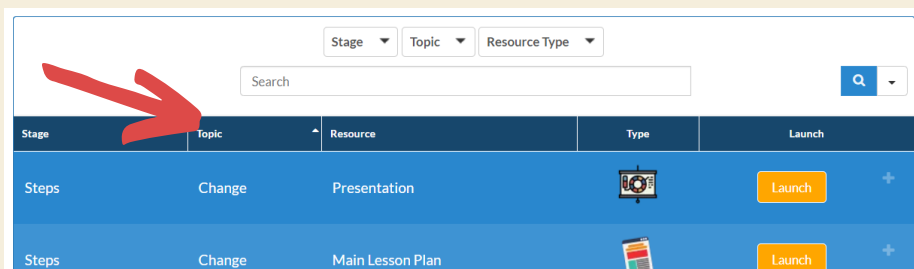 Stage Topic Resource Type
Search
Stage Topic Resource Type Launch
Steps Change Presentation Launch
Steps Change Main Lesson Plan Launch